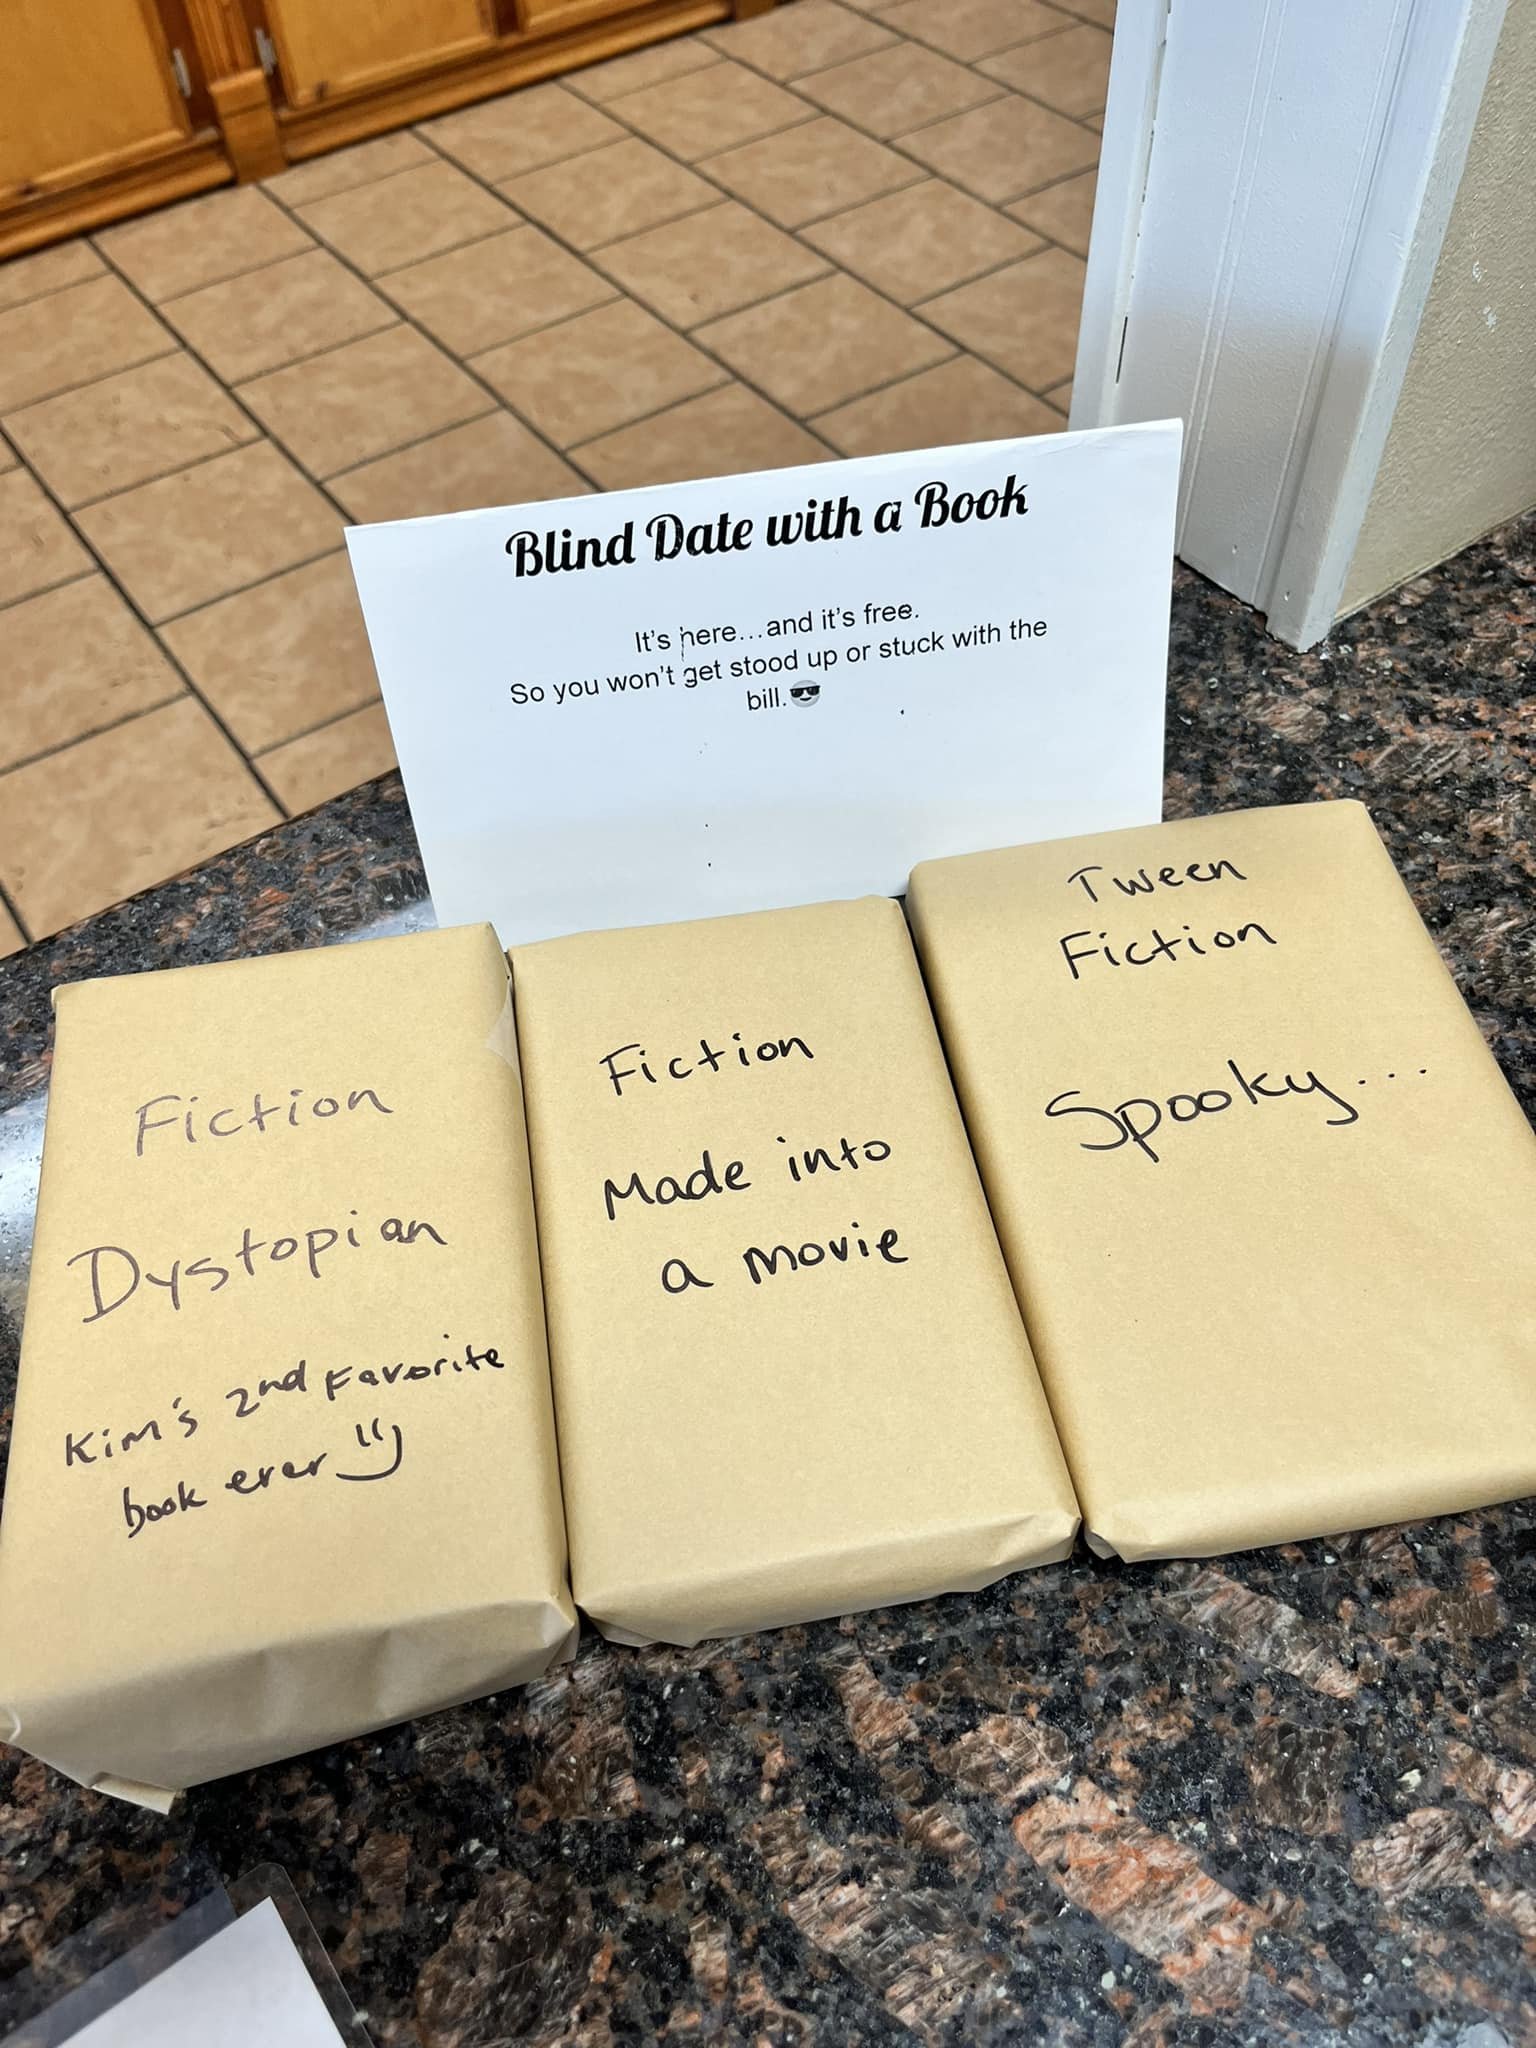 Blind Date with a Book
It's here...and it's free.
So you won't get stood up or stuck with the
bill.😎
Fiction
Dystopian
Kim's 2nd Favorite
book ever
Fiction
Made into
a movie
Tween
Fiction
Spooky...